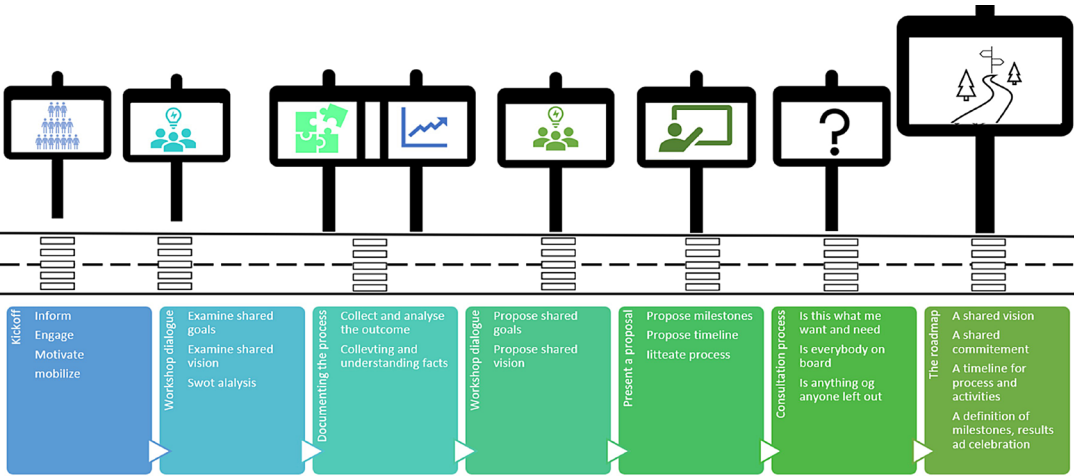 Kickoff
Inform
Engage
Motivate
mobilize
Workshop dialogue
Examine shared
goals
Examine shared
vision
Swot alalysis
Documenting the process
Collect and analyse
the outcome
Collevting and
understanding facts
Workshop dialogue
Propose shared
goals
Propose shared
vision
Present a proposal
Propose milestones
Propose timeline
Iitteate process
Consultation process
Is this what me
want and need
Is everybody on
board
Is anything og
anyone left out
The roadmap
A shared vision
A shared
commitement
A timeline for
process and
activities
A definition of
milestones, results
ad celebration
?